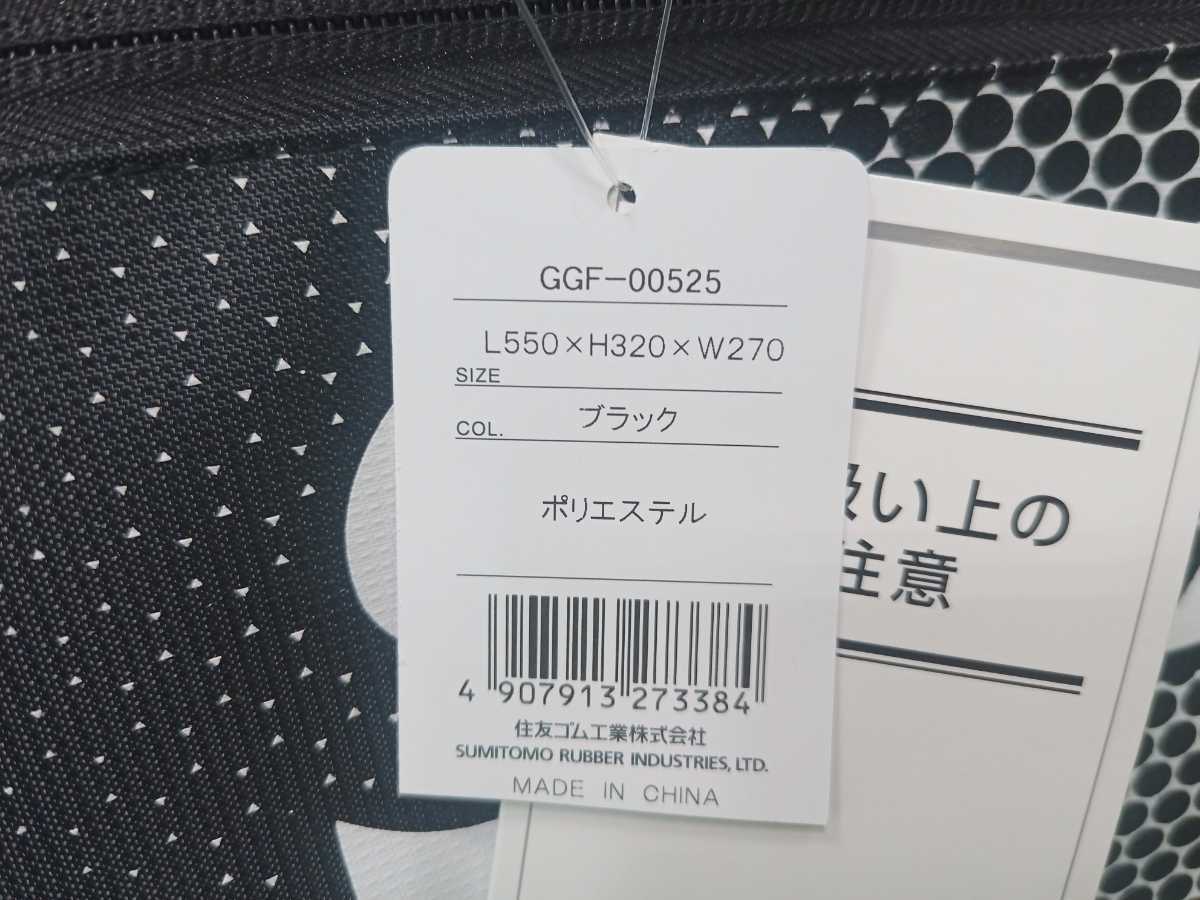 GGF-00525
L550×H320×W270
SIZE
ブラック
COL.
ポリエステル
4 907913 273384
住友ゴム工業株式会社
SUMITOMO RUBBER INDUSTRIES, LTD.
MADE IN CHINA
扱い上の
注意